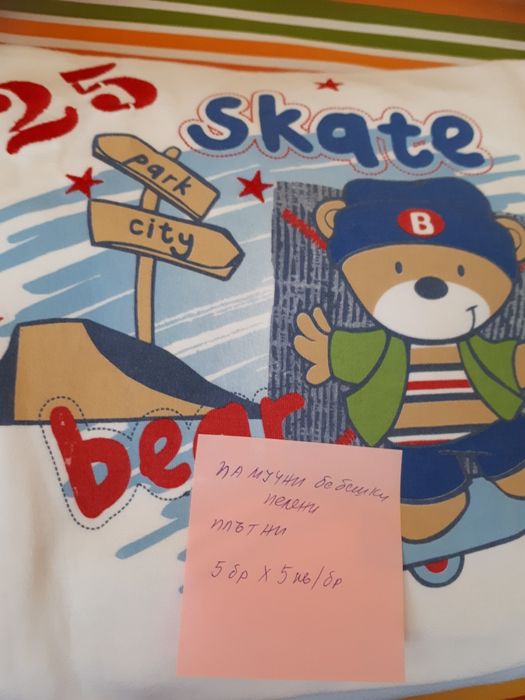 25
skate
park
city
B
bear
ПАМУЧНИ бебешки
пелени
ПЛЪТНИ
5 бр X 5 лв/бр